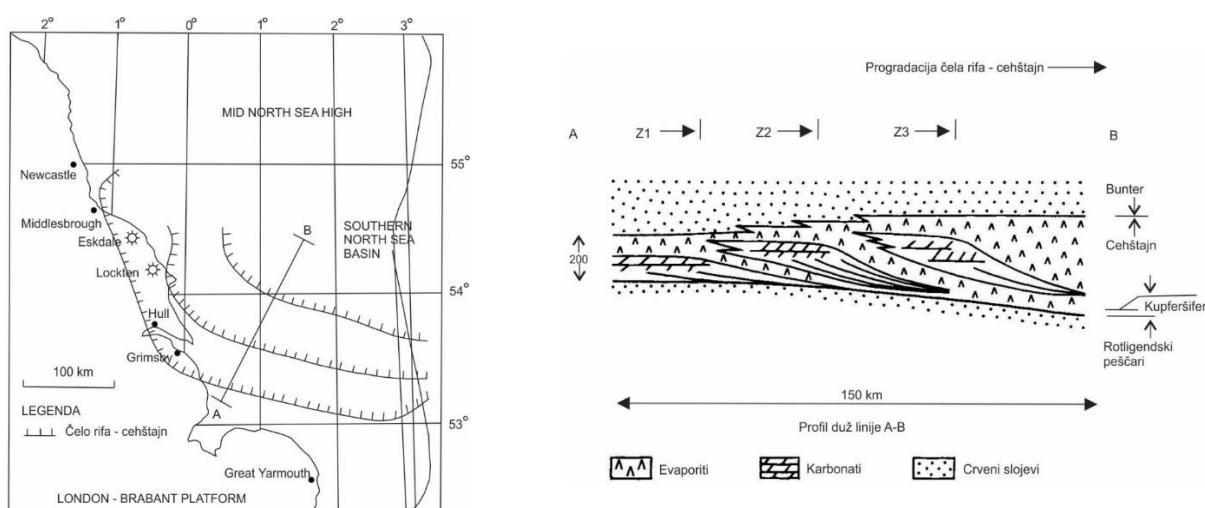 2° 1° 0° 1° 2° 3°
MID NORTH SEA HIGH
55°
Newcastle
Middlesbrough
Eskdale
B
SOUTHERN
NORTH SEA
BASIN
Lockten
54°
Hull
Grimsby
100 km
A
LEGENDA
Čelo rifa - cehštajn
53°
Great Yarmouth
LONDON - BRABANT PLATFORM
Progradacija čela rifa - cehštajn
A Z1 Z2 Z3 B
Bunter
Cehštajn
200
Kupferšifer
Rotligendski
peščari
150 km
Profil duž linije A-B
Evaporiti Karbonati Crveni slojevi